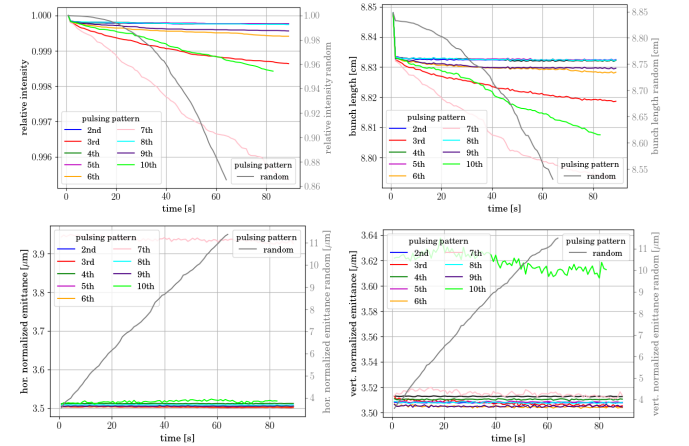 1.000
0.999
0.998
0.997
0.996
relative intensity
0 20 40 60 80
time [s]
1.00
0.98
0.96
0.94
0.92
0.90
0.88
0.86
relative intensity random
pulsing pattern
2nd 7th
3rd 8th
4th 9th
5th 10th
6th
pulsing pattern
random
8.85
8.84
8.83
8.82
8.81
8.80
bunch length [cm]
0 20 40 60 80
time [s]
8.85
8.80
8.75
8.70
8.65
8.60
8.55
bunch length random [cm]
pulsing pattern
2nd 7th
3rd 8th
4th 9th
5th 10th
6th
pulsing pattern
random
3.9
3.8
3.7
3.6
3.5
hor. normalized emittance [μm]
0 20 40 60 80
time [s]
11
10
9
8
7
6
5
4
hor. normalized emittance random [μm]
pulsing pattern
2nd 7th
3rd 8th
4th 9th
5th 10th
6th
pulsing pattern
random
3.64
3.62
3.60
3.58
3.56
3.54
3.52
3.50
vert. normalized emittance [μm]
0 20 40 60 80
time [s]
11
10
9
8
7
6
5
4
vert. normalized emittance random [μm]
pulsing pattern
2nd 7th
3rd 8th
4th 9th
5th 10th
6th
pulsing pattern
random